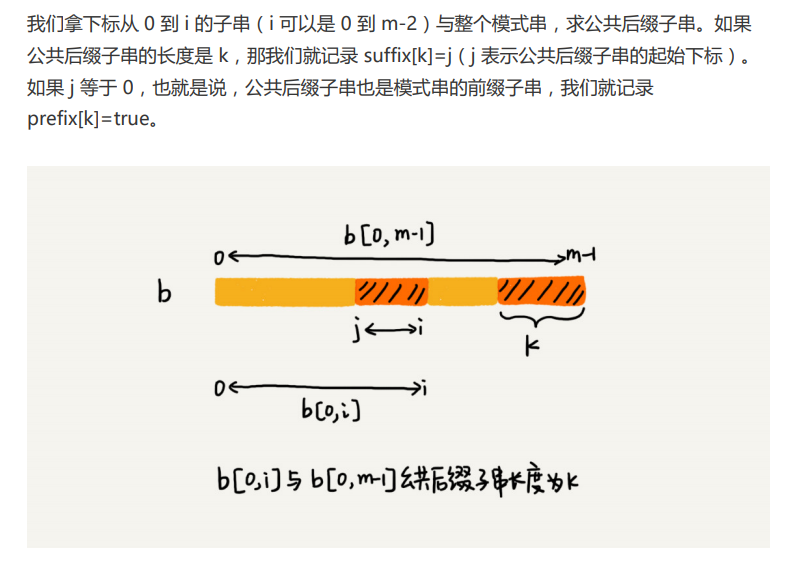 我们拿下标从 0 到 i 的子串（i 可以是 0 到 m-2）与整个模式串，求公共后缀子串。如果
公共后缀子串的长度是 k，那我们就记录 suffix[k]=j（j 表示公共后缀子串的起始下标）。
如果 j 等于 0，也就是说，公共后缀子串也是模式串的前缀子串，我们就记录
prefix[k]=true。
b[0,m-1]
0 m-1
b
j i
k
0 i
b[0,i]
b[0,i]与b[0,m-1]公共后缀子串长度为k